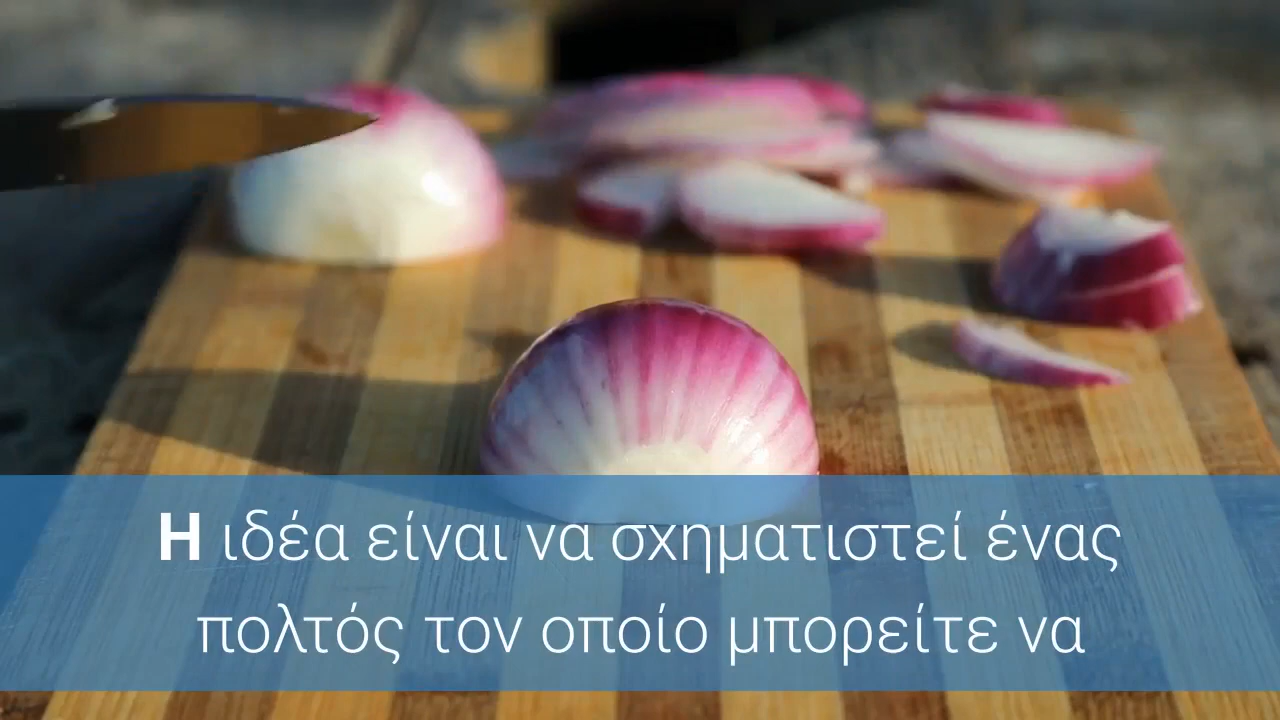 Η ιδέα είναι να σχηματιστεί ένας
πολτός τον οποίο μπορείτε να